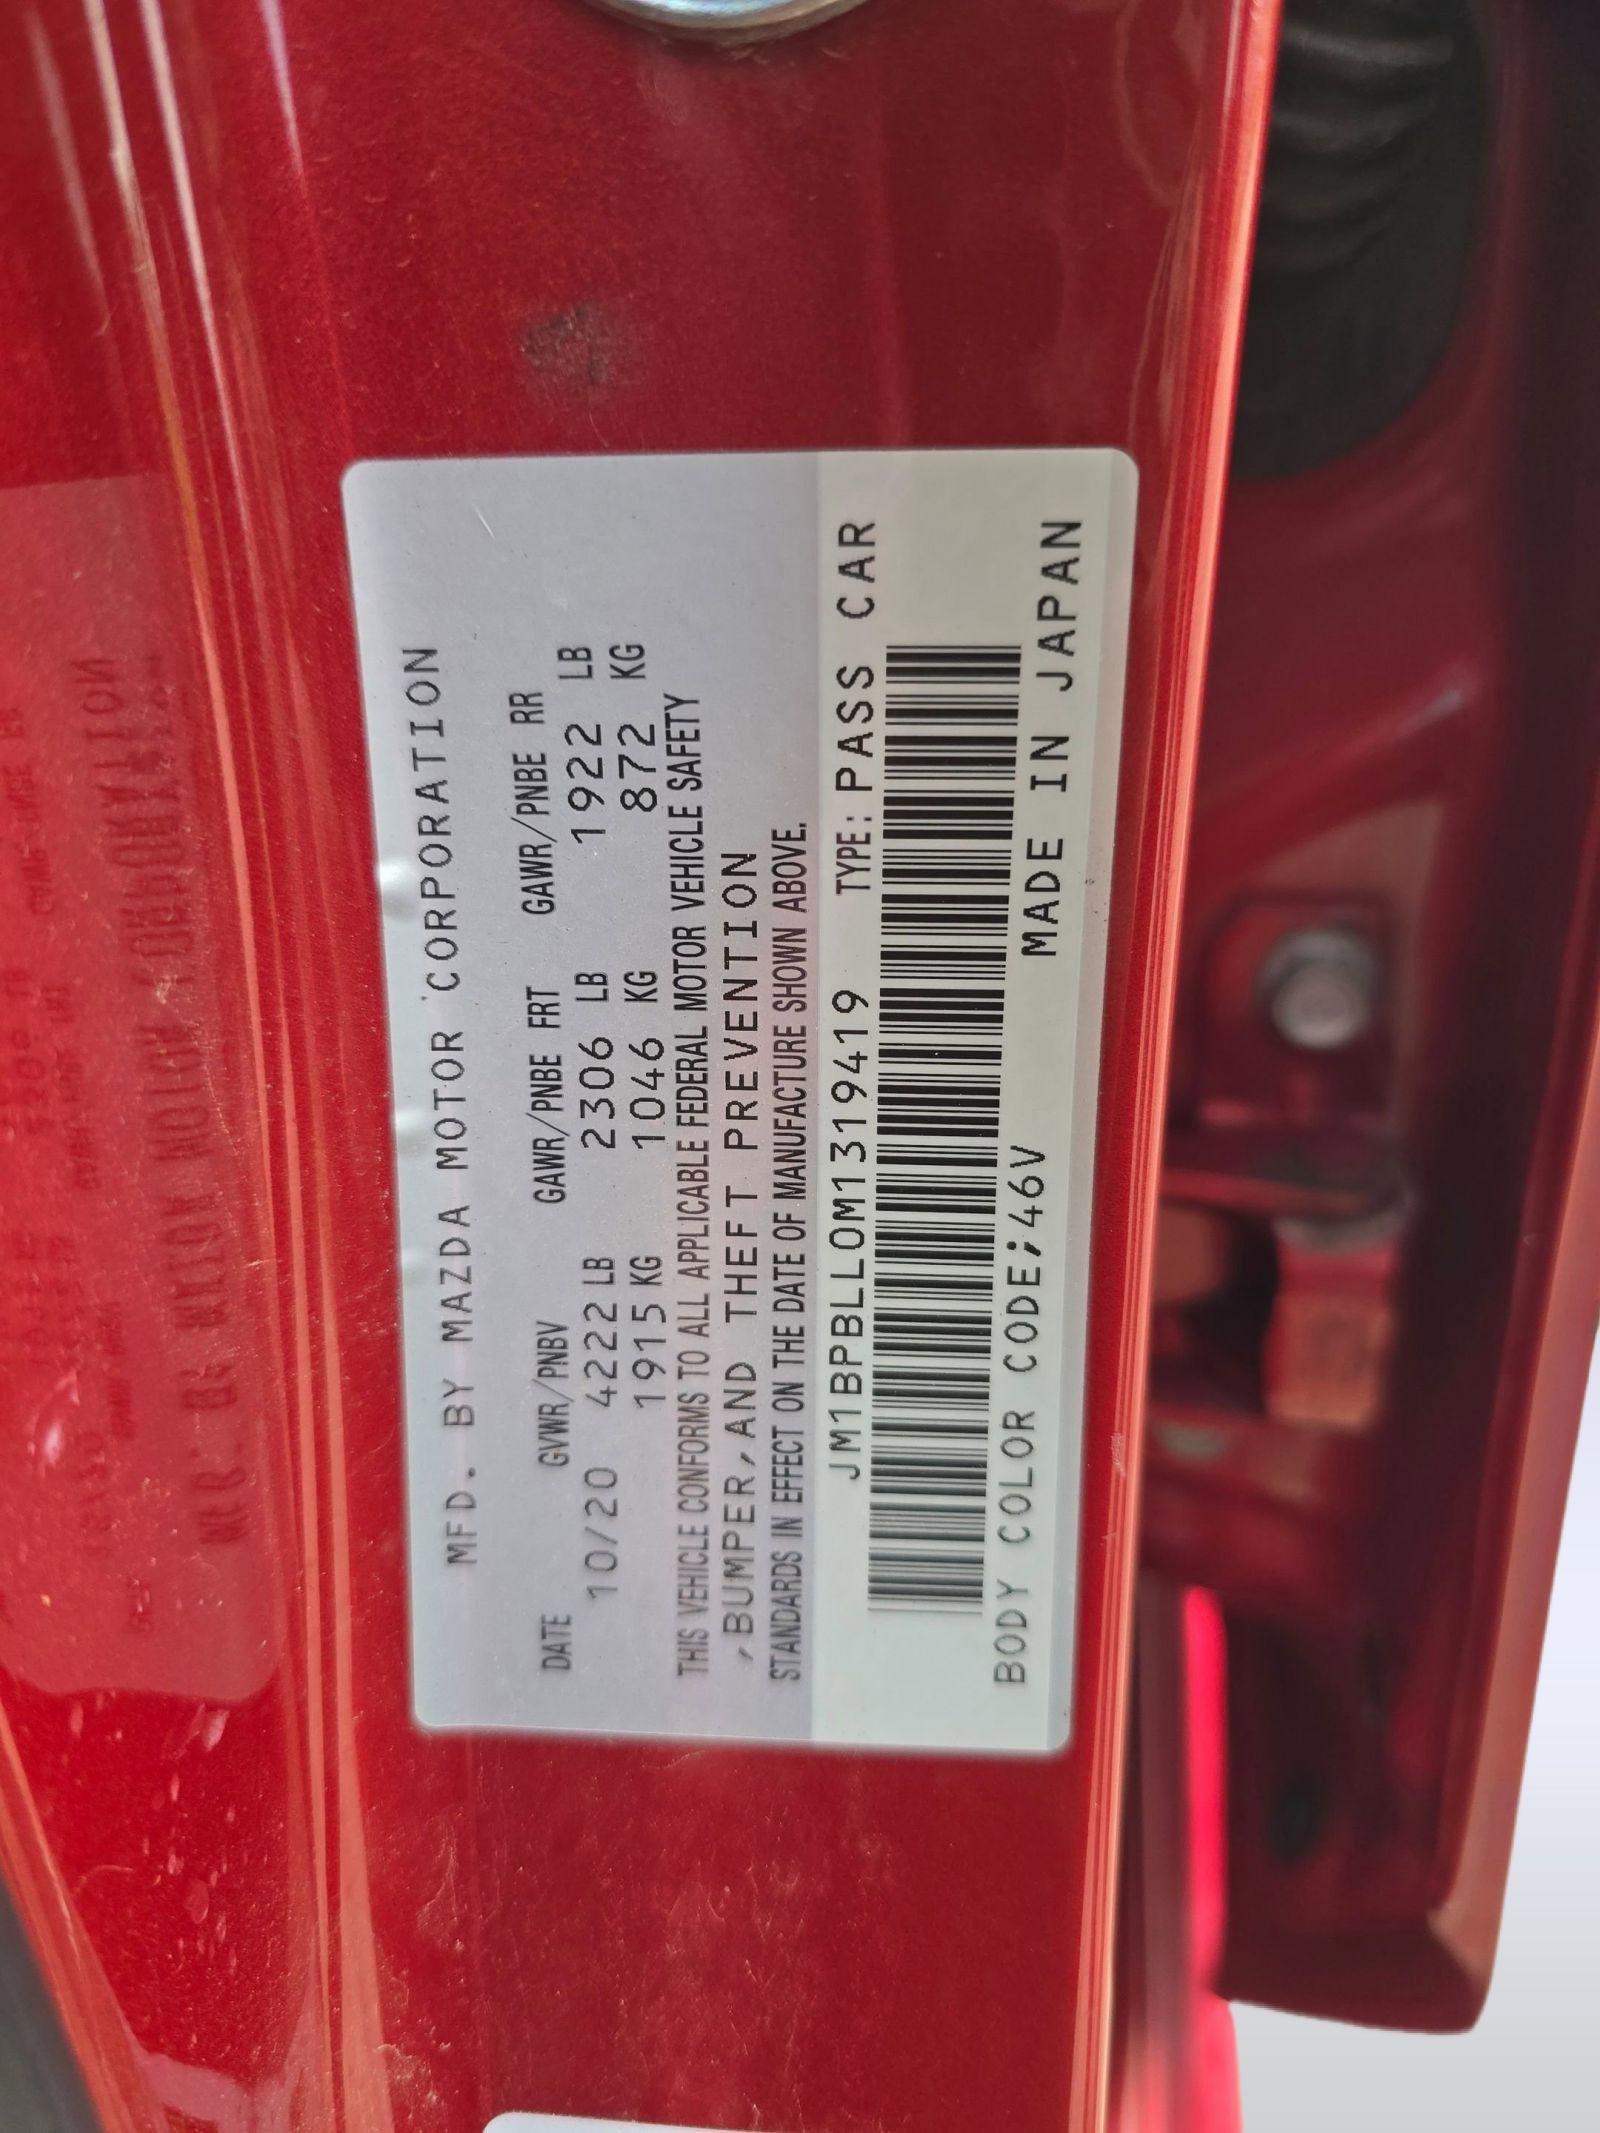 MFD. BY MAZDA MOTOR CORPORATION
DATE GVWR/PNBV GAWR/PNBE FRT GAWR/PNBE RR
10/20 4222 LB 2306 LB 1922 LB
1915 KG 1046 KG 872 KG
THIS VEHICLE CONFORMS TO ALL APPLICABLE FEDERAL MOTOR VEHICLE SAFETY
,BUMPER,AND THEFT PREVENTION
STANDARDS IN EFFECT ON THE DATE OF MANUFACTURE SHOWN ABOVE.
JM1BPBLL0M1319419 TYPE: PASS CAR
BODY COLOR CODE:46V MADE IN JAPAN